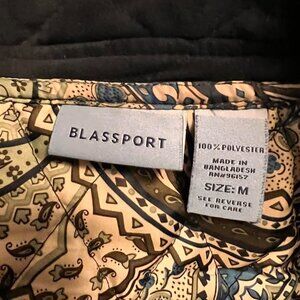 BLASSPORT
100% POLYESTER
MADE IN
BANGLADESH
RN#96157
SIZE: M
SEE REVERSE
FOR CARE